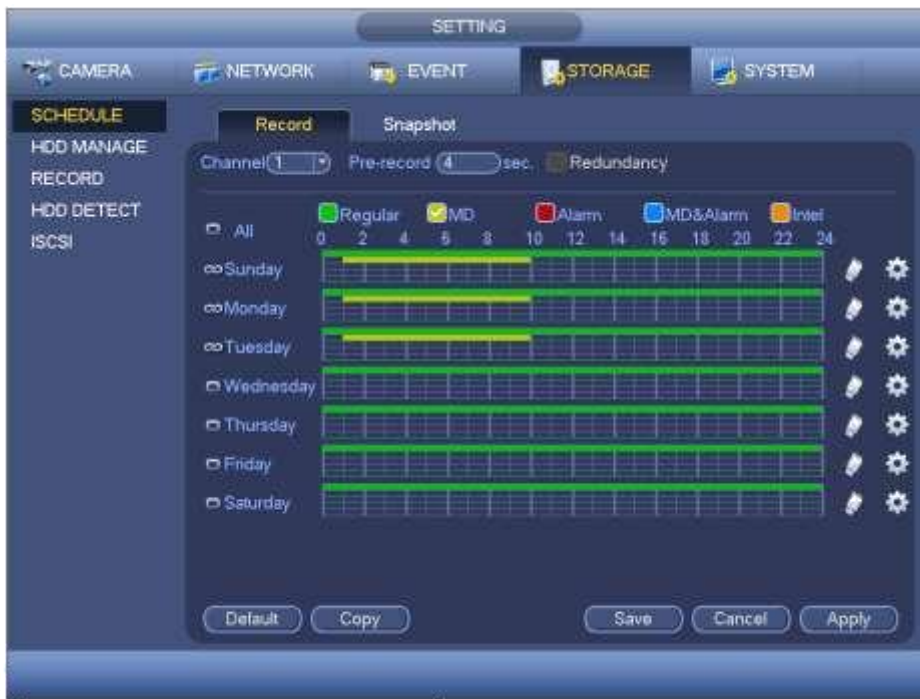 SETTING
CAMERA NETWORK EVENT STORAGE SYSTEM
SCHEDULE
HDD MANAGE
RECORD
HDD DETECT
ISCSI
Record Snapshot
Channel 1 Pre-record 4 sec. Redundancy
All Regular MD Alarm MD&Alarm Intel
0 2 4 6 8 10 12 14 16 18 20 22 24
Sunday
Monday
Tuesday
Wednesday
Thursday
Friday
Saturday
Default Copy Save Cancel Apply